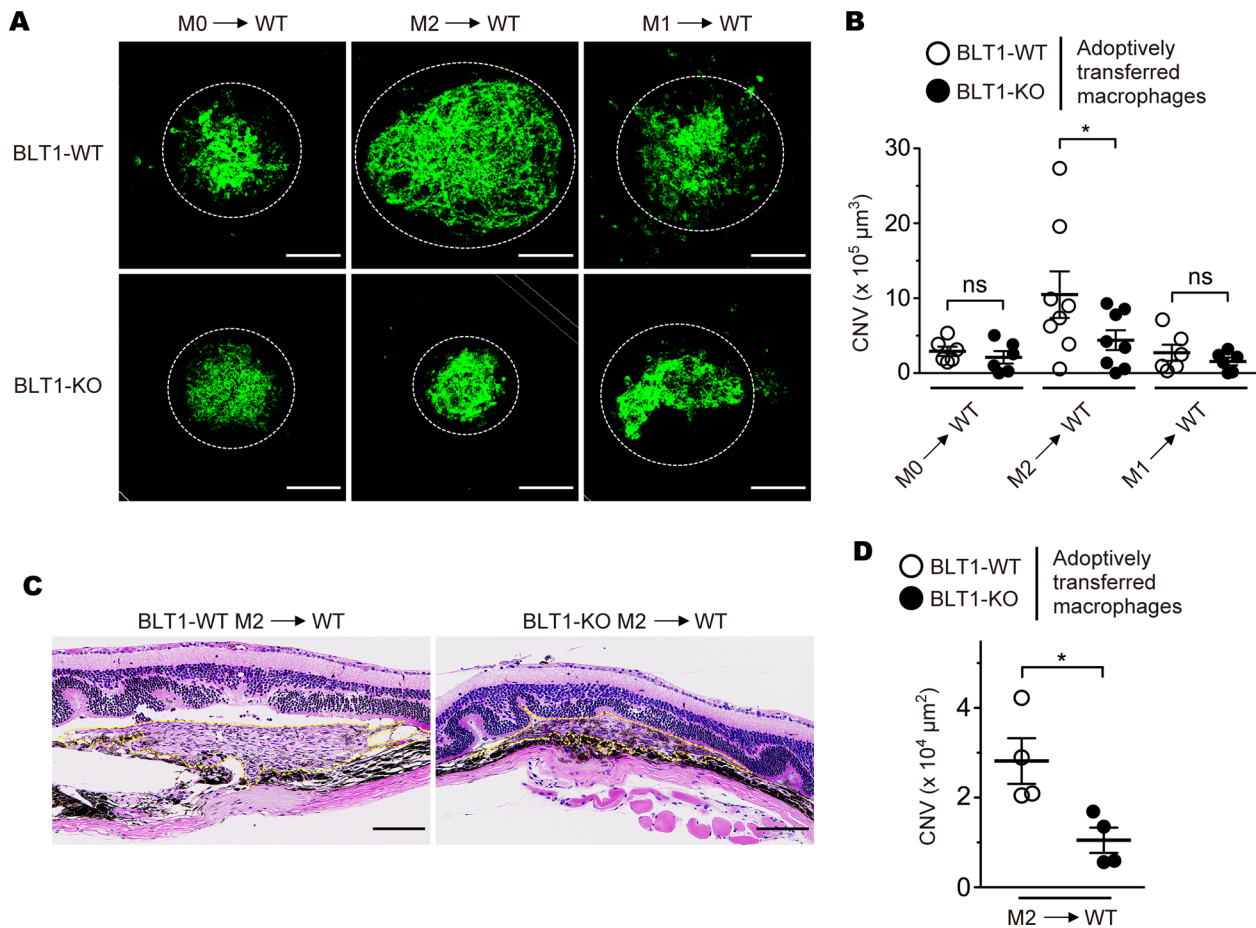 A
M0 → WT
M2 → WT
M1 → WT
BLT1-WT
BLT1-KO
B
BLT1-WT
BLT1-KO
Adoptively
transferred
macrophages
CNV (x 10⁵ µm³)
30
20
10
0
ns
*
ns
M0 → WT
M2 → WT
M1 → WT
C
BLT1-WT M2 → WT
BLT1-KO M2 → WT
D
BLT1-WT
BLT1-KO
Adoptively
transferred
macrophages
CNV (x 10⁴ µm²)
4
2
0
*
M2 → WT